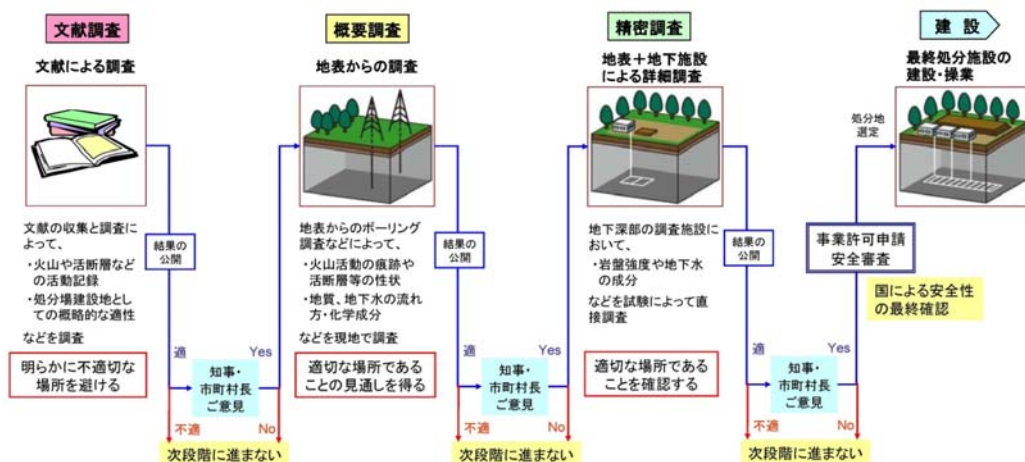 文献調査
文献による調査
文献の収集と調査に
よって、
・火山や活断層など
の活動記録
・処分場建設地とし
ての概略的な適性
などを調査
明らかに不適切な
場所を避ける
結果の
公開
適
Yes
知事・
市町村長
ご意見
不適
No
次段階に進まない
概要調査
地表からの調査
地表からのボーリング
調査などによって、
・火山活動の痕跡や
活断層等の性状
・地質、地下水の流れ
方・化学成分
などを現地で調査
適切な場所である
ことの見通しを得る
結果の
公開
適
Yes
知事・
市町村長
ご意見
不適
No
次段階に進まない
精密調査
地表＋地下施設
による詳細調査
地下深部の調査施設に
おいて、
・岩盤強度や地下水
の成分
などを試験によって直
接調査
適切な場所である
ことを確認する
結果の
公開
適
Yes
知事・
市町村長
ご意見
不適
No
次段階に進まない
建設
最終処分施設の
建設・操業
処分地
選定
事業許可申請
安全審査
国による安全性
の最終確認